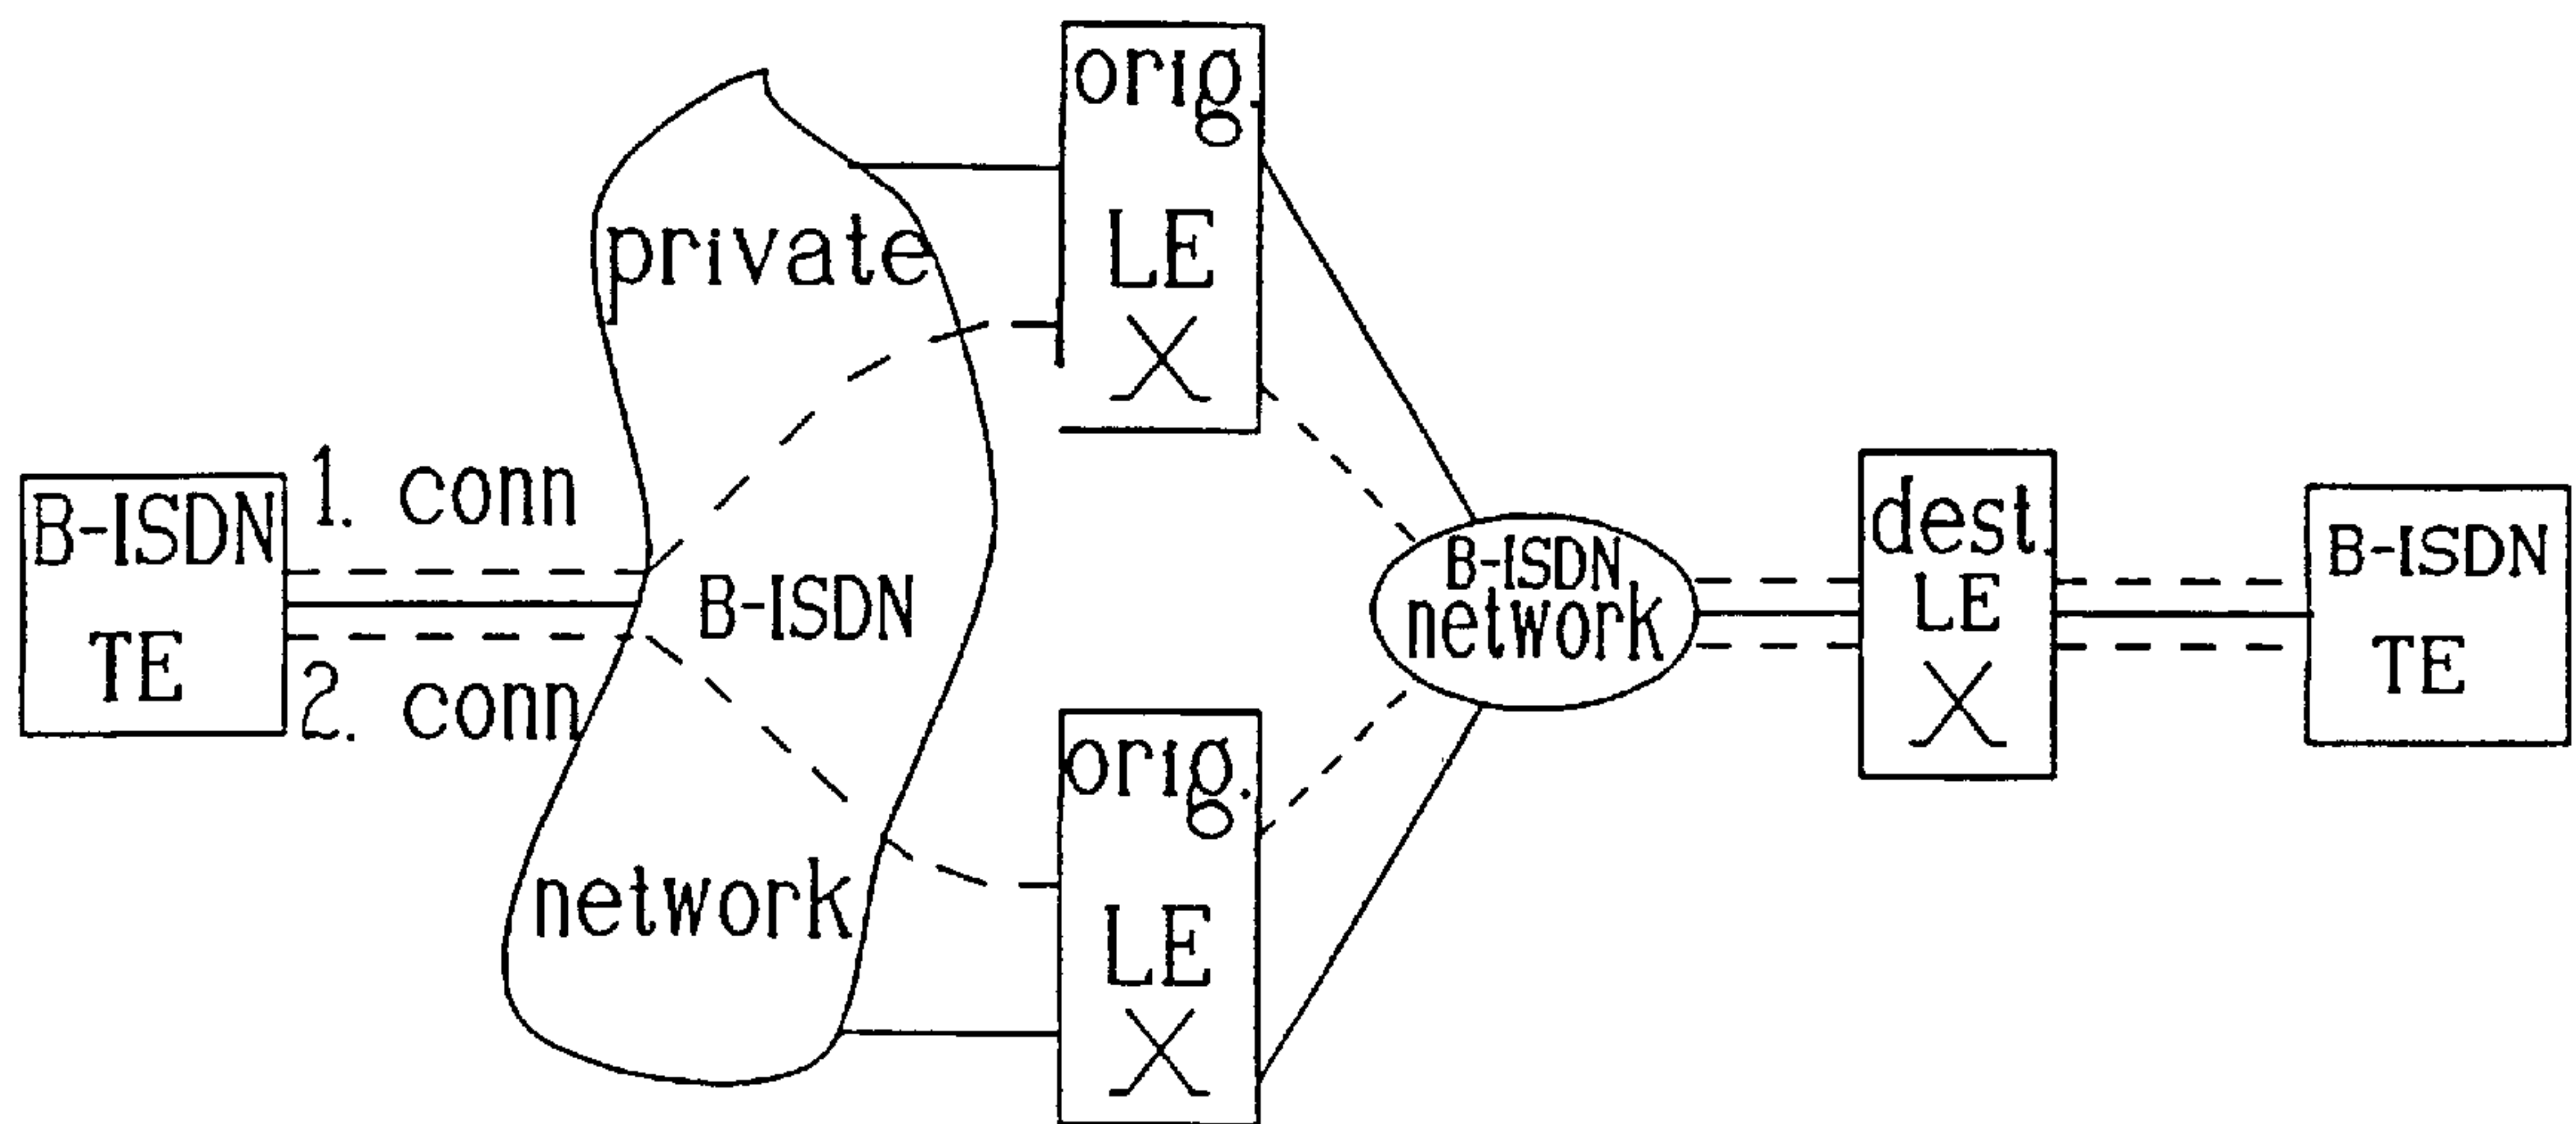 B-ISDN
TE
1. conn
2. conn
private
B-ISDN
network
orig.
LE
orig.
LE
B-ISDN
network
dest.
LE
B-ISDN
TE